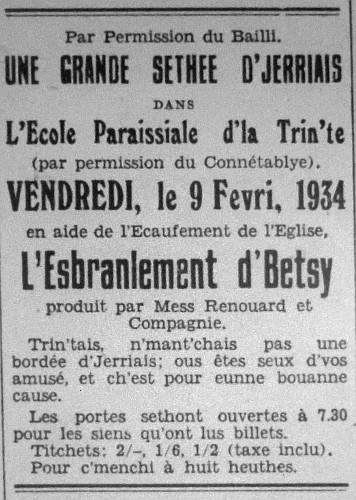 Par Permission du Bailli.
UNE GRANDE SETHEE D'JERRIAIS
DANS
L'Ecole Paraissiale d'la Trin'te
(par permission du Connétablye).
VENDREDI, le 9 Fevri, 1934
en aide de l'Ecaufement de l'Eglise,
L'Esbranlement d'Betsy
produit par Mess Renouard et
Compagnie.
Trin'tais, n'mant'chais pas une
bordée d'Jerriais; ous êtes seux d'vos
amusé, et ch'est pour eunne bouanne
cause.
Les portes sethont ouvertes à 7.30
pour les siens qu'ont lus billets.
Titchets: 2/–, 1/6, 1/2 (taxe inclu).
Pour c'menchi à huit heuthes.